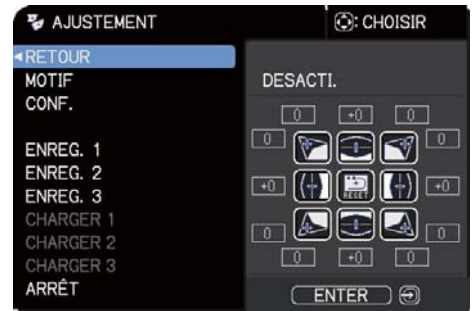 AJUSTEMENT
: CHOISIR
RETOUR
MOTIF
CONF.
ENREG. 1
ENREG. 2
ENREG. 3
CHARGER 1
CHARGER 2
CHARGER 3
ARRÊT
DESACTI.
0 +0 0
0 0
+0 RESET +0
0 0
0 +0 0
ENTER